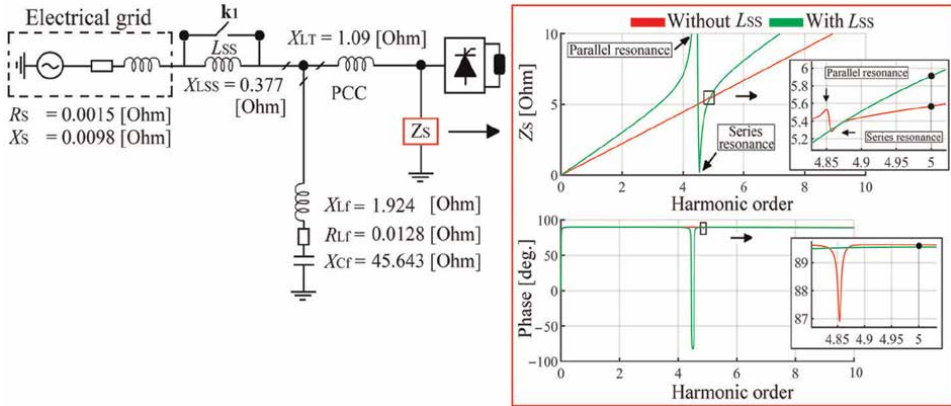 Electrical grid
k1
LSS
XLSS = 0.377
[Ohm]
XLT = 1.09 [Ohm]
PCC
RS = 0.0015 [Ohm]
XS = 0.0098 [Ohm]
ZS
XLf = 1.924 [Ohm]
RLf = 0.0128 [Ohm]
XCf = 45.643 [Ohm]
Without LSS
With LSS
Parallel resonance
Series
resonance
ZS [Ohm]
10
5
0
0 2 4 6 8 10
Harmonic order
Parallel resonance
Series resonance
6
5.8
5.6
5.4
5.2
4.85 4.9 4.95 5
Phase [deg.]
100
50
0
−50
−100
0 2 4 6 8 10
Harmonic order
89
88
87
4.85 4.9 4.95 5